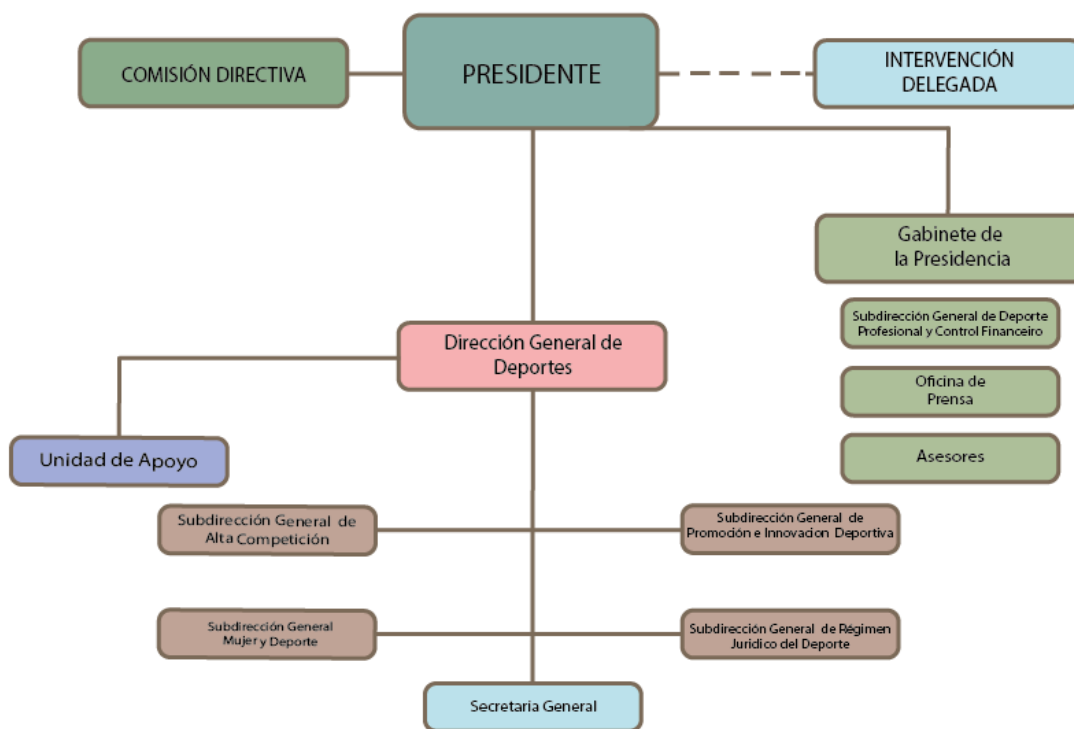 COMISIÓN DIRECTIVA
PRESIDENTE
INTERVENCIÓN
DELEGADA
Gabinete de
la Presidencia
Subdirección General de Deporte
Profesional y Control Financeiro
Oficina de
Prensa
Asesores
Dirección General de
Deportes
Unidad de Apoyo
Subdirección General de
Alta Competición
Subdirección General de
Promoción e Innovacion Deportiva
Subdirección General
Mujer y Deporte
Subdirección General de Régimen
Juridico del Deporte
Secretaria General